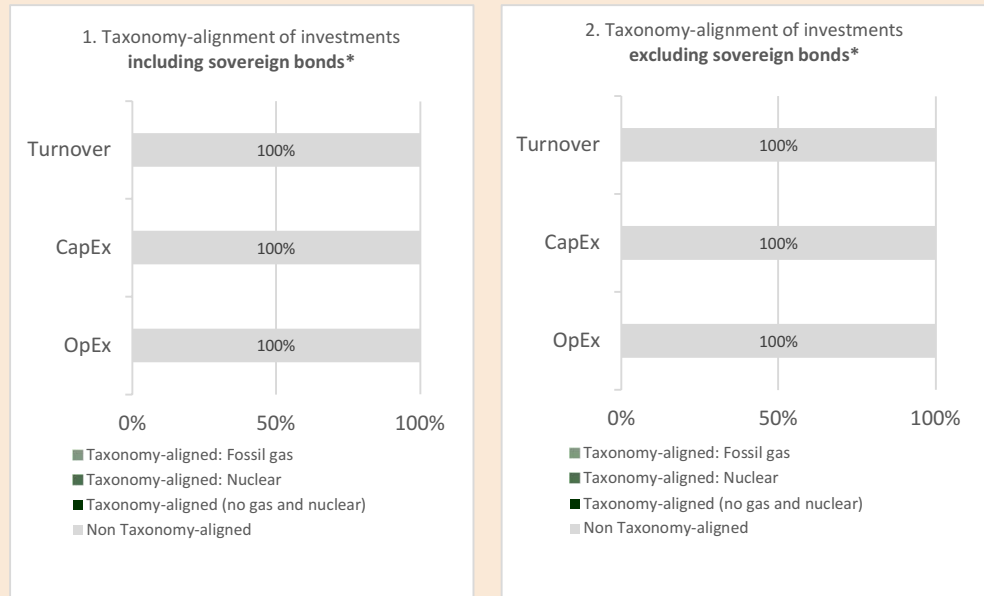 1. Taxonomy-alignment of investments
including sovereign bonds*
Turnover
100%
CapEx
100%
OpEx
100%
0%
50%
100%
Taxonomy-aligned: Fossil gas
Taxonomy-aligned: Nuclear
Taxonomy-aligned (no gas and nuclear)
Non Taxonomy-aligned
2. Taxonomy-alignment of investments
excluding sovereign bonds*
Turnover
100%
CapEx
100%
OpEx
100%
0%
50%
100%
Taxonomy-aligned: Fossil gas
Taxonomy-aligned: Nuclear
Taxonomy-aligned (no gas and nuclear)
Non Taxonomy-aligned